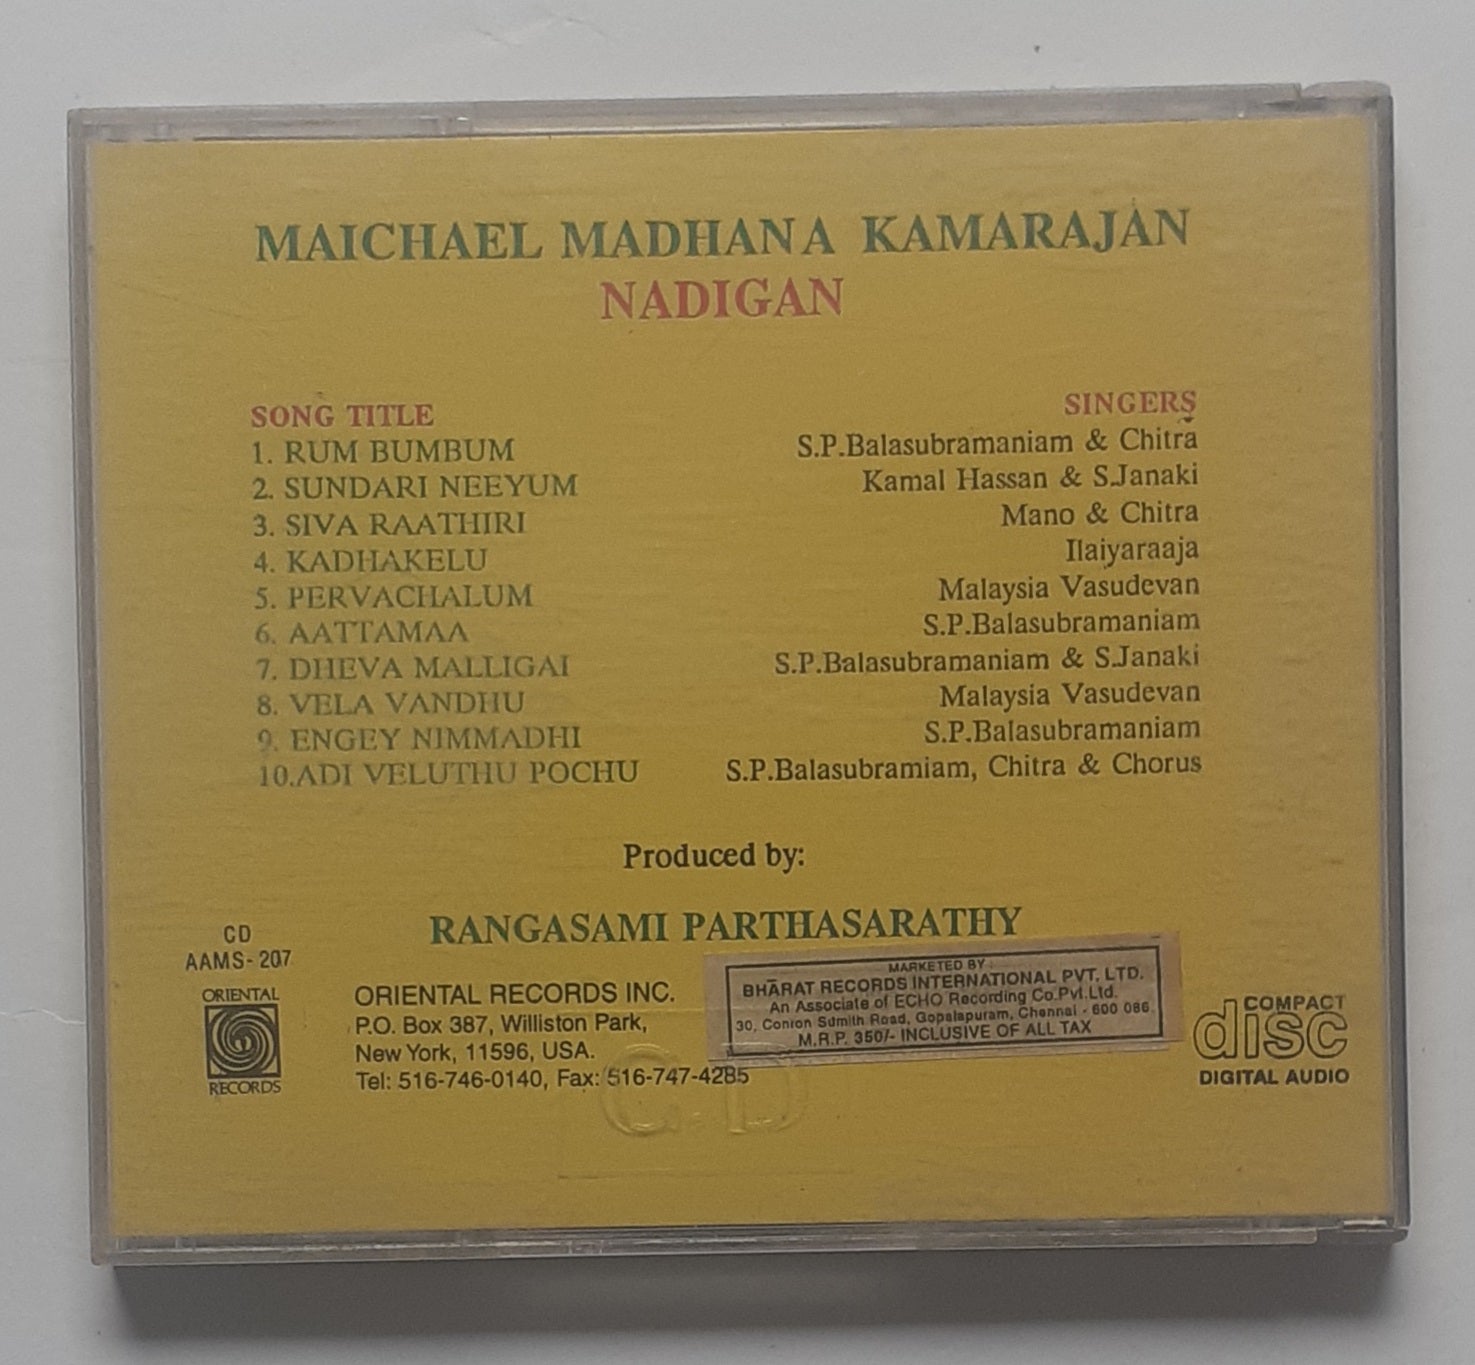 MAICHAEL MADHANA KAMARAJAN
NADIGAN
SONG TITLE SINGERS
1. RUM BUMBUM S.P.Balasubramaniam & Chitra
2. SUNDARI NEEYUM Kamal Hassan & S.Janaki
3. SIVA RAATHIRI Mano & Chitra
4. KADHAKELU Ilaiyaraaja
5. PERVACHALUM Malaysia Vasudevan
6. AATTAMAA S.P.Balasubramaniam
7. DHEVA MALLIGAI S.P.Balasubramaniam & S.Janaki
8. VELA VANDHU Malaysia Vasudevan
9. ENGEY NIMMADHI S.P.Balasubramaniam
10.ADI VELUTHU POCHU S.P.Balasubramiam, Chitra & Chorus
Produced by:
RANGASAMI PARTHASARATHY
CD
AAMS-207
ORIENTAL
RECORDS
ORIENTAL RECORDS INC.
P.O. Box 387, Williston Park,
New York, 11596, USA.
Tel: 516-746-0140, Fax: 516-747-4285
MARKETED BY :
BHARAT RECORDS INTERNATIONAL PVT. LTD.
An Associate of ECHO Recording Co.Pvt.Ltd.
30, Conron Sdmith Road, Gopalapuram, Chennai - 600 086.
M.R.P. 350/- INCLUSIVE OF ALL TAX
COMPACT
disc
DIGITAL AUDIO
CD